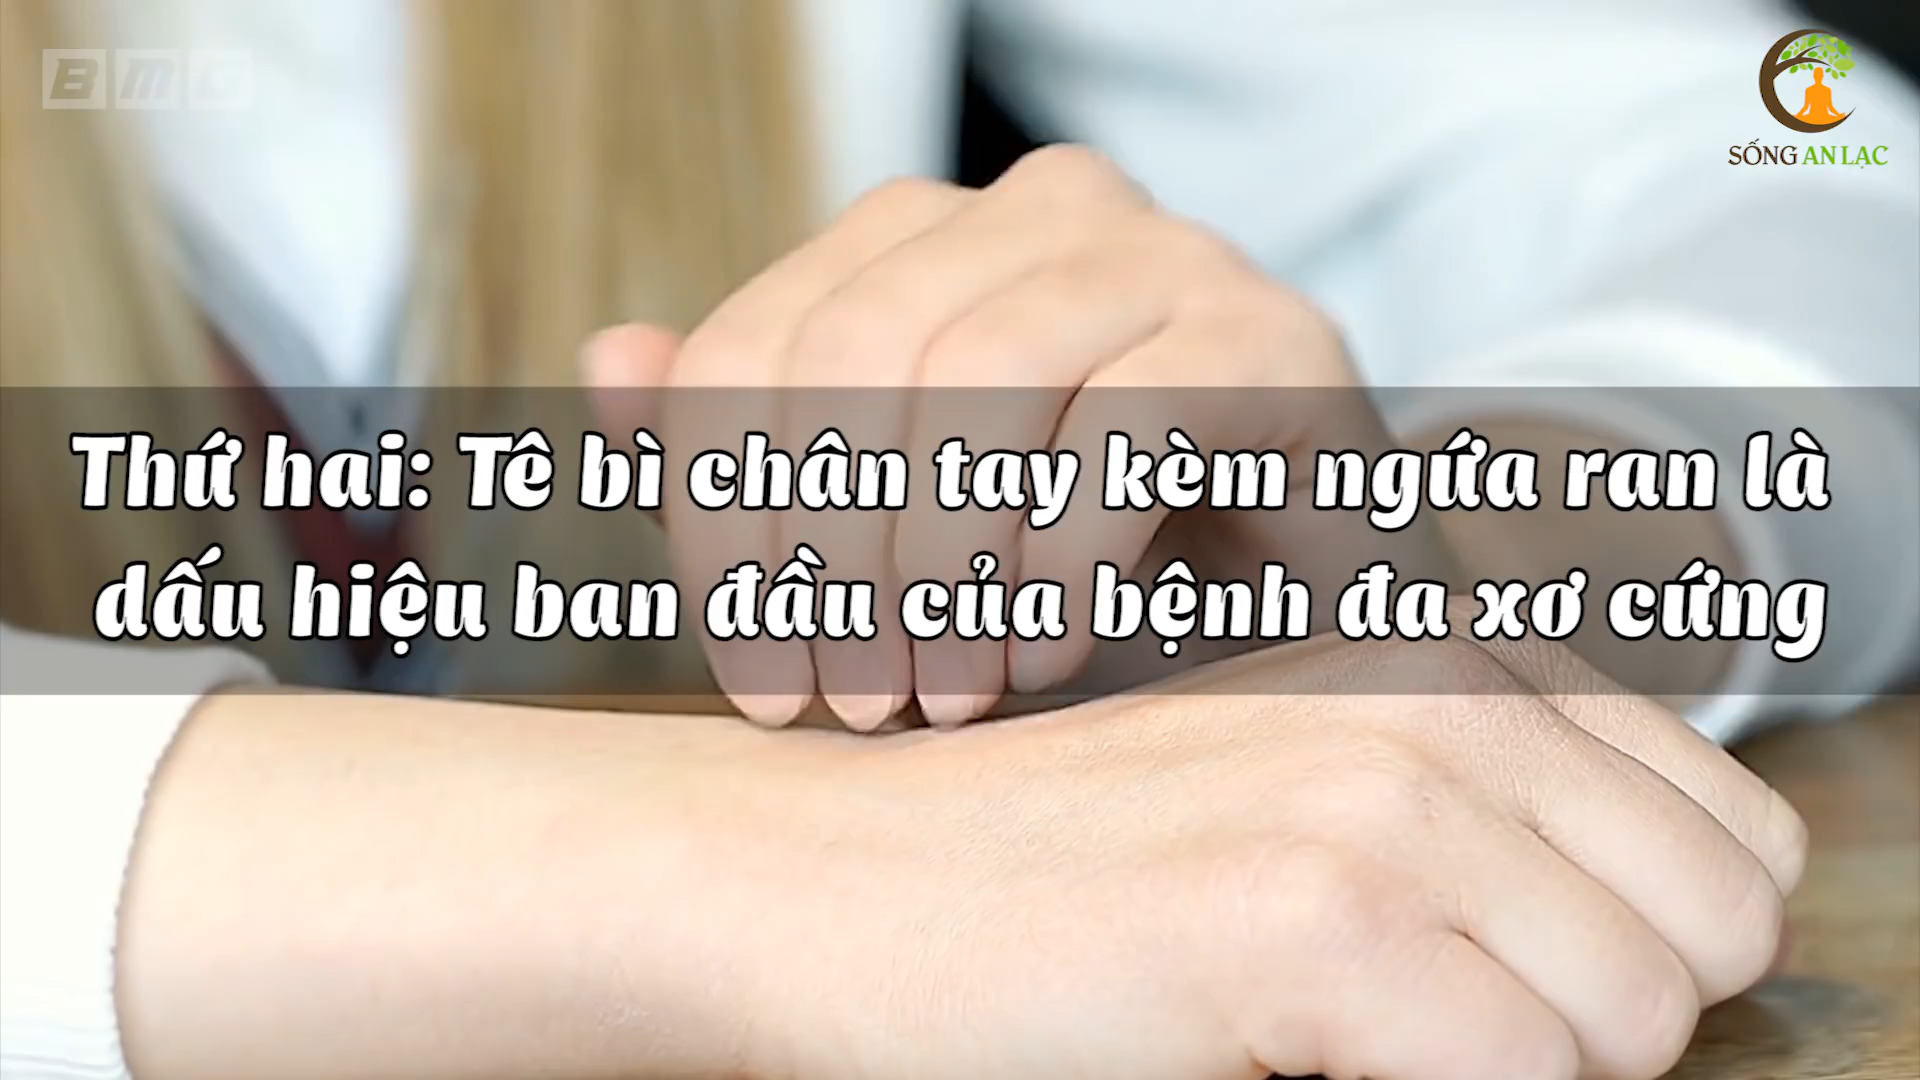 BMG
SỐNG AN LẠC
Thứ hai: Tê bì chân tay kèm ngứa ran là
dấu hiệu ban đầu của bệnh đa xơ cứng